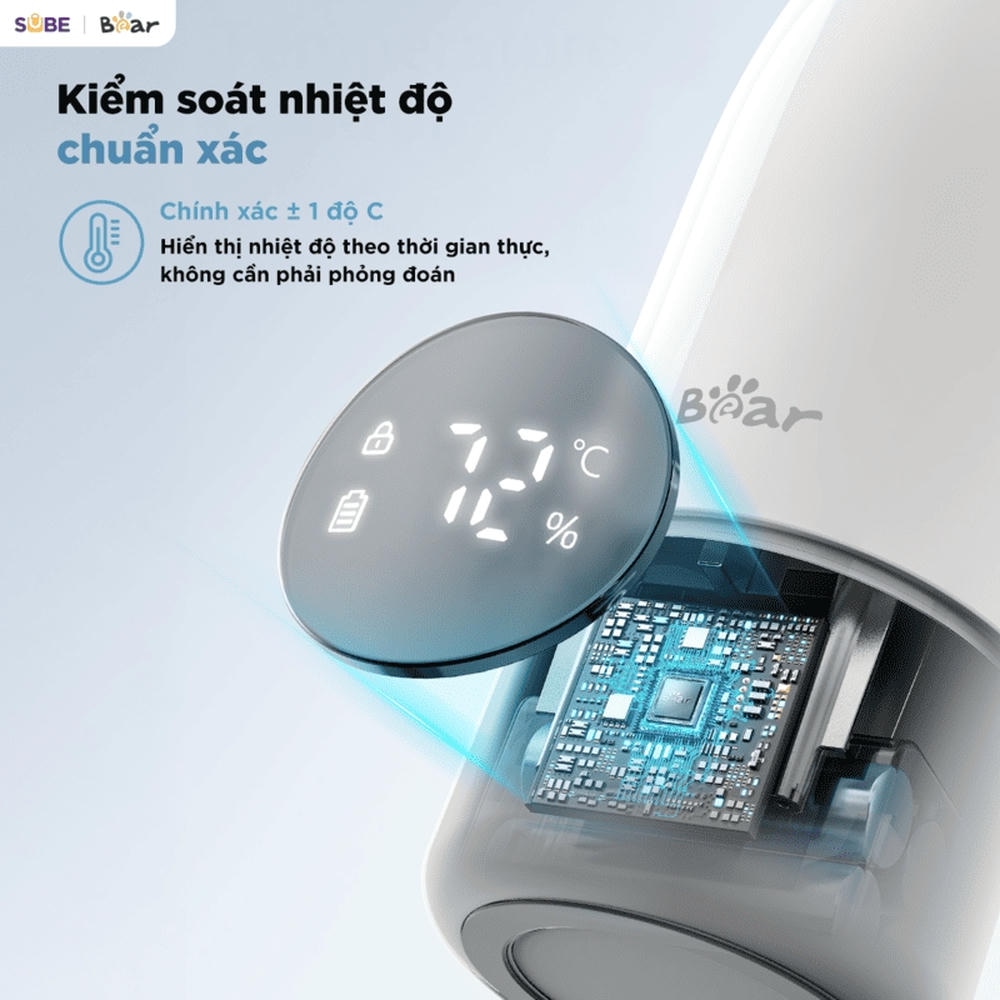 SUBE | Bear
Kiểm soát nhiệt độ
chuẩn xác
Chính xác ± 1 độ C
Hiển thị nhiệt độ theo thời gian thực,
không cần phải phỏng đoán
°C
%
Bear
Bear